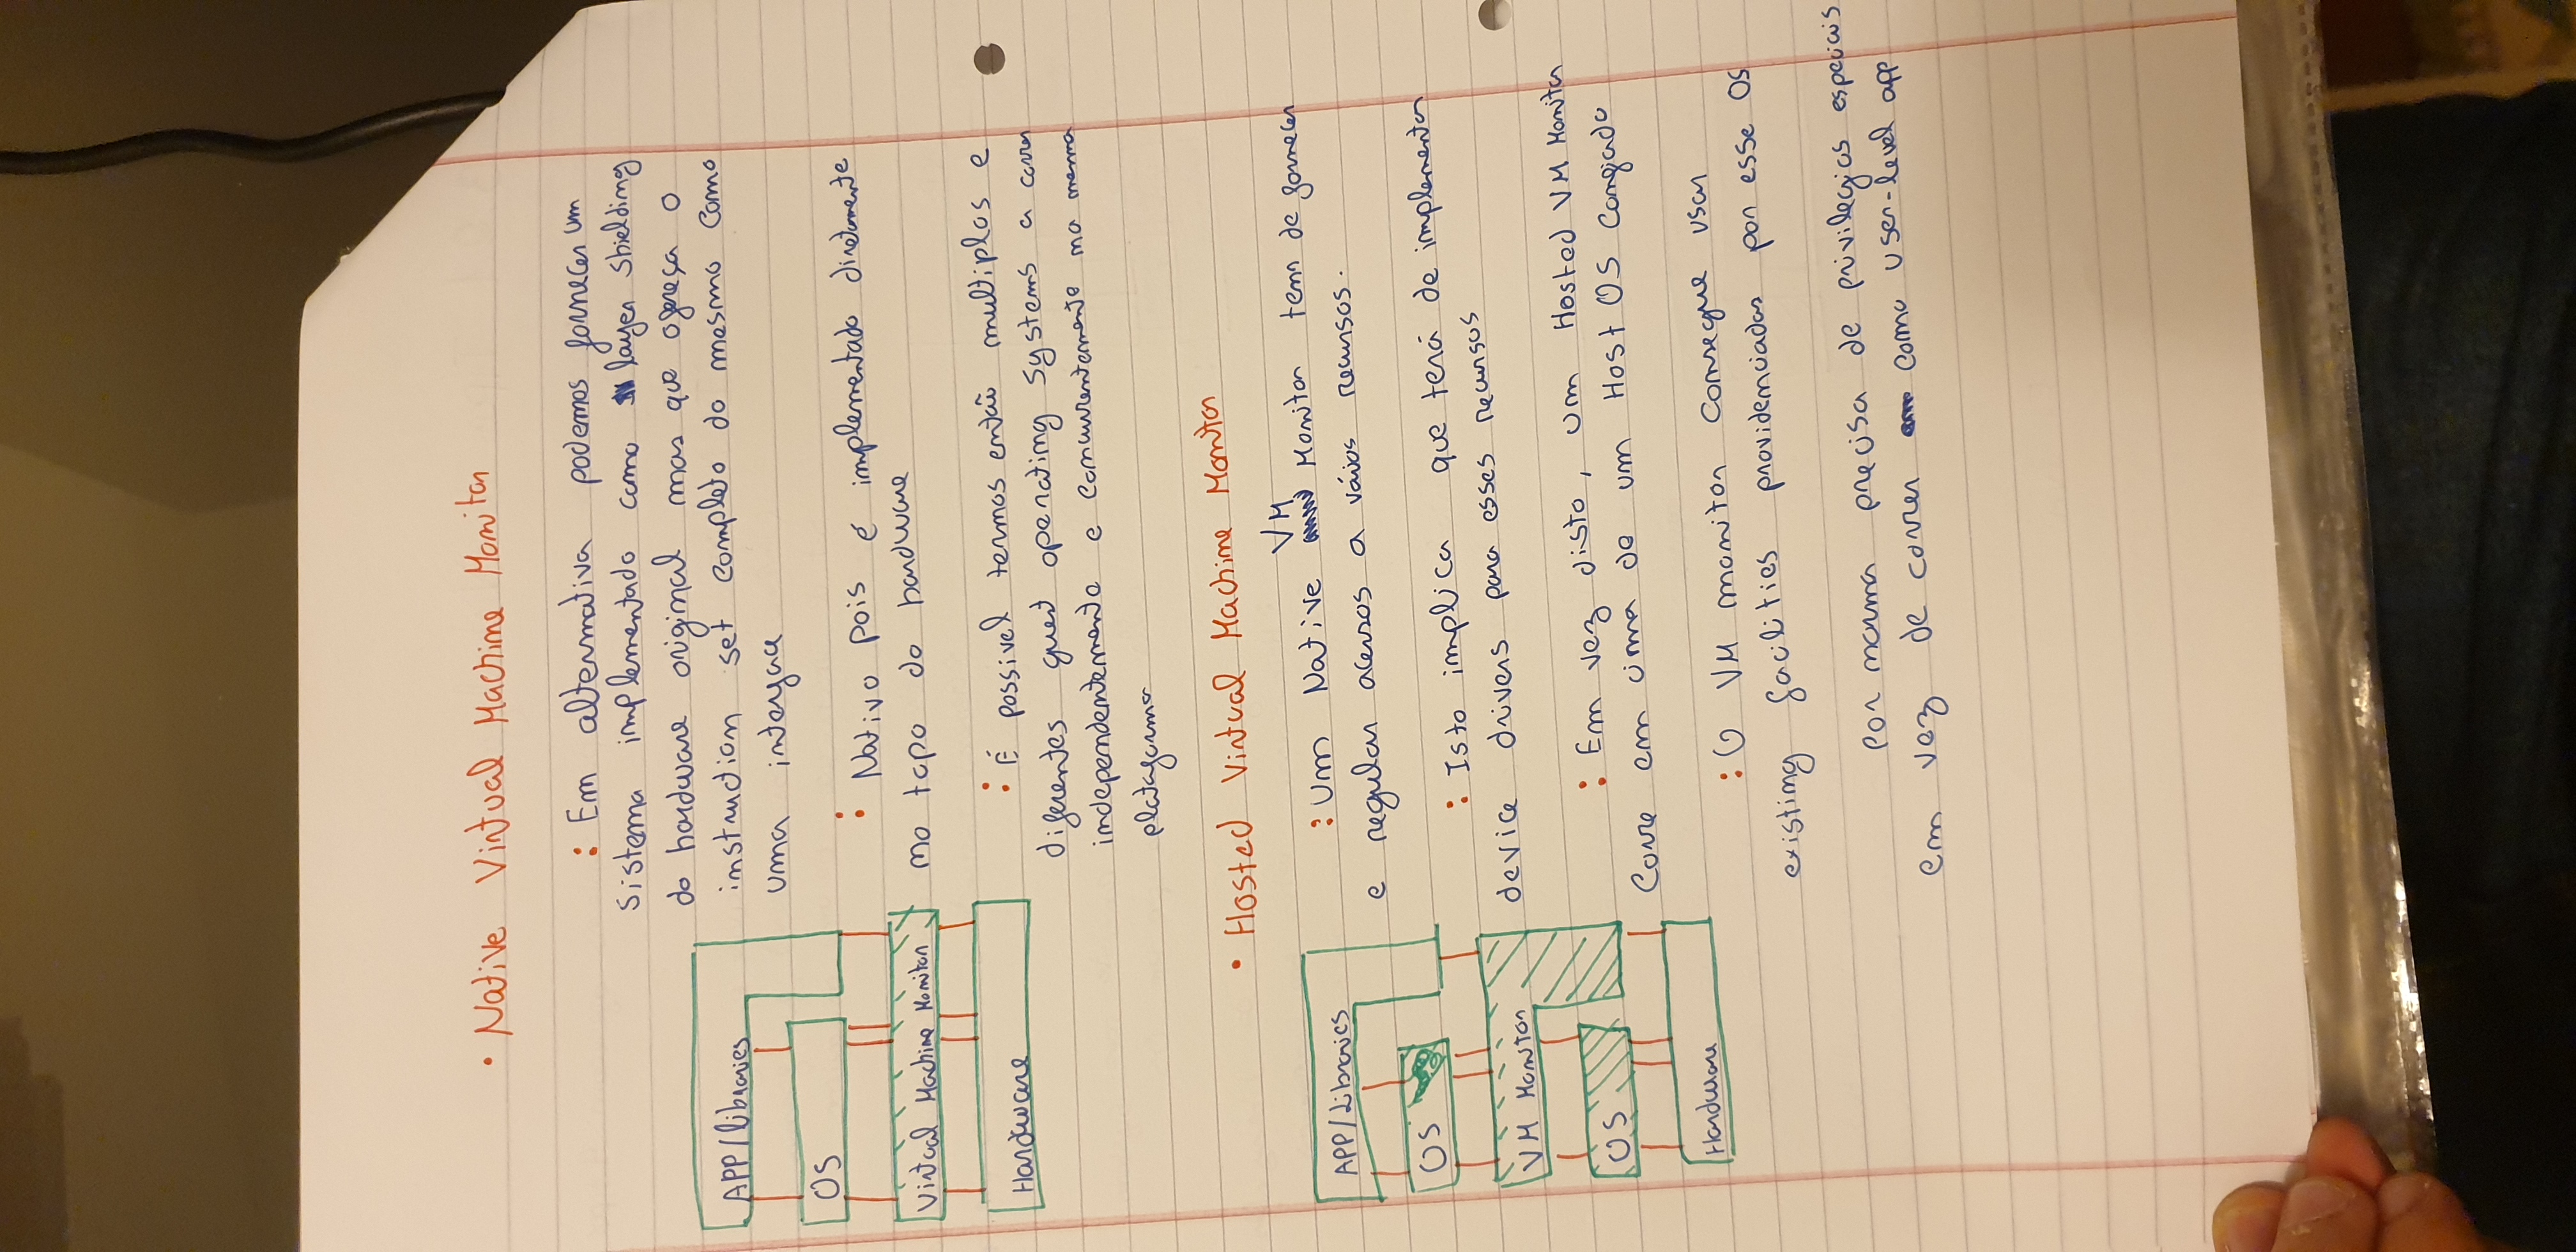 • Native Virtual Machine Monitor
: Em alternativa podemos fornecer um
sistema implementado como layer shielding
do hardware original mas que ofereça o
instruction set completo do mesmo como
uma interface
APP/libraries
OS
Virtual Machine Monitor
Hardware
: Nativo pois é implementado diretamente
no topo do hardware
: É possivel termos então multiplos e
diferentes guest operating systems a correr
independentemente e concurrentemente na mesma
plataforma
• Hosted Virtual Machine Monitor
: Um Native VM Monitor tem de fornecer
e regular acessos a vários recursos.
APP/Libraries
OS
VM Monitor
OS
Hardware
: Isto implica que terá de implementar
device drivers para esses recursos
: Em vez disto, um Hosted VM Monitor
corre em cima de um Host OS
: O VM monitor consegue usar
existing facilities providenciadas por esse OS
por norma precisa de privilegios especiais
em vez de correr como user-level app